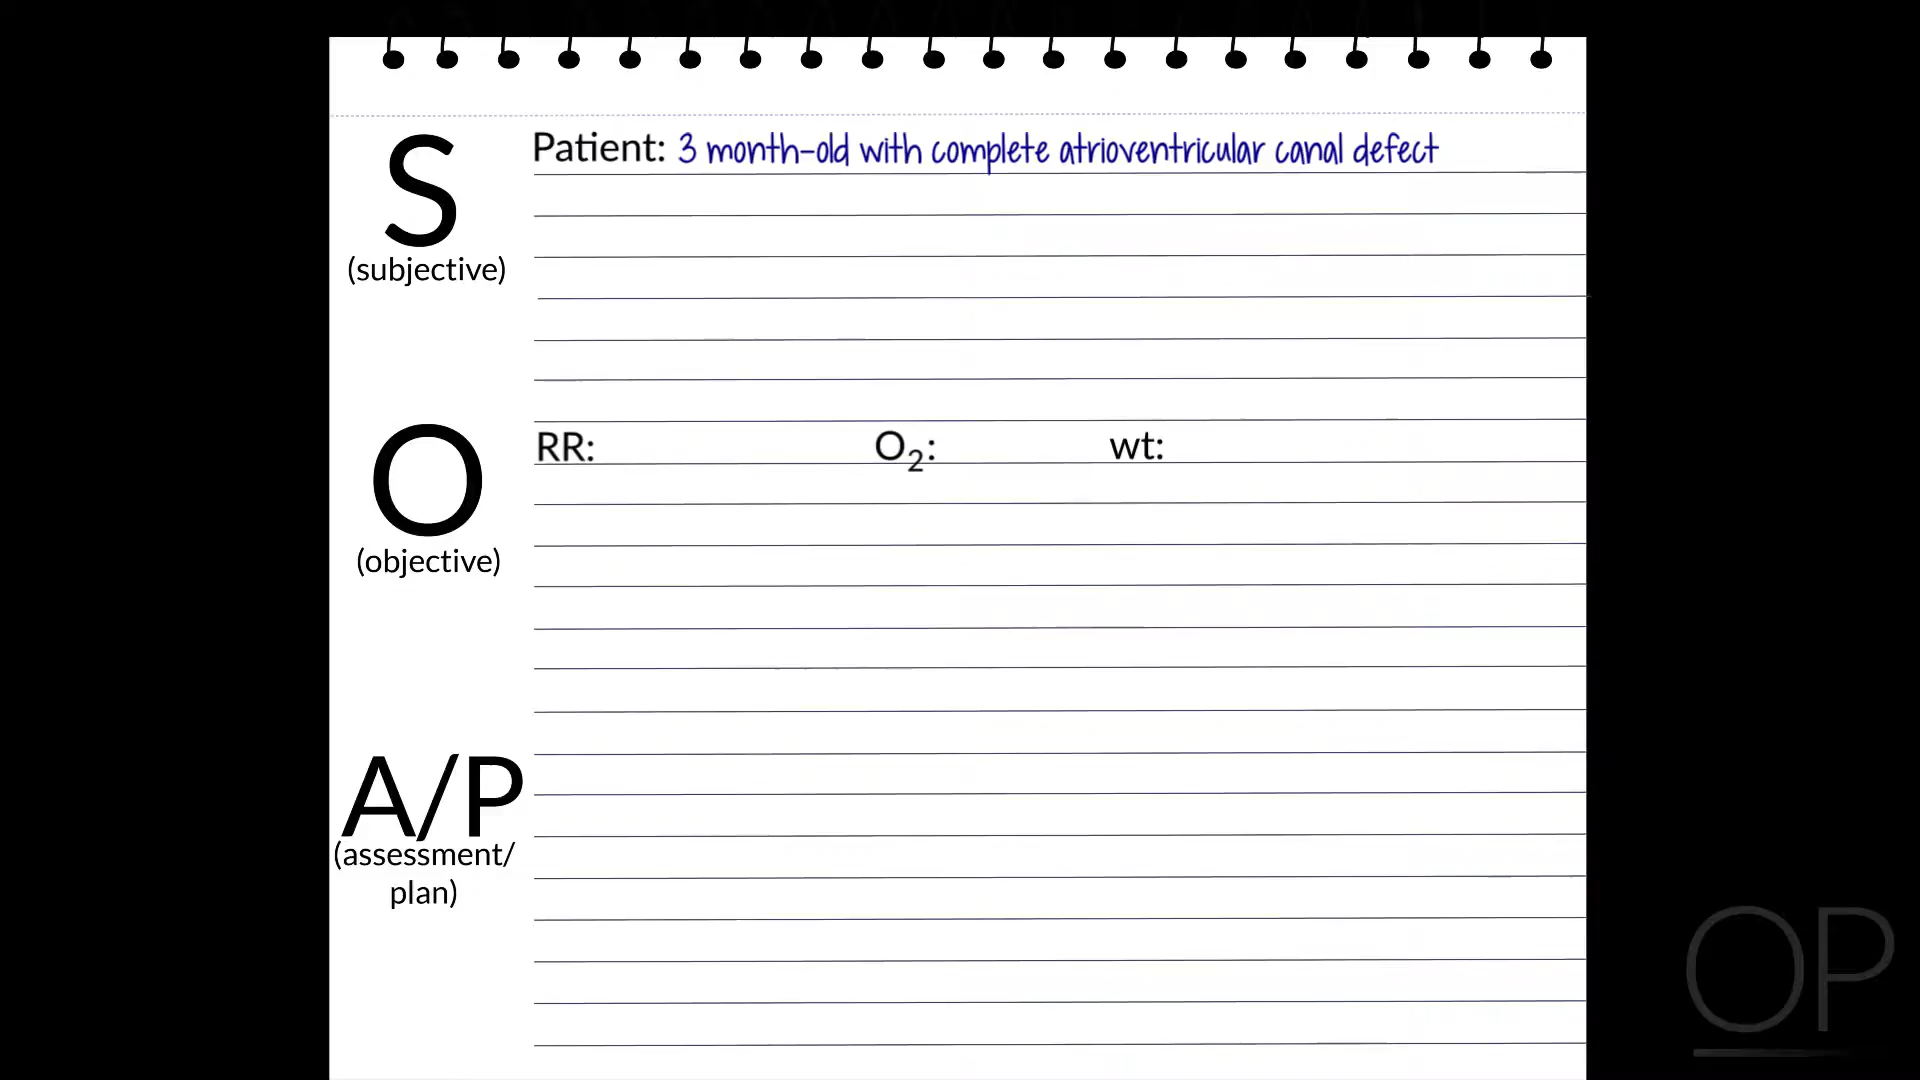 S
(subjective)
Patient: 3 month-old with complete atrioventricular canal defect
O
(objective)
RR: O₂: wt:
A/P
(assessment/
plan)
OP